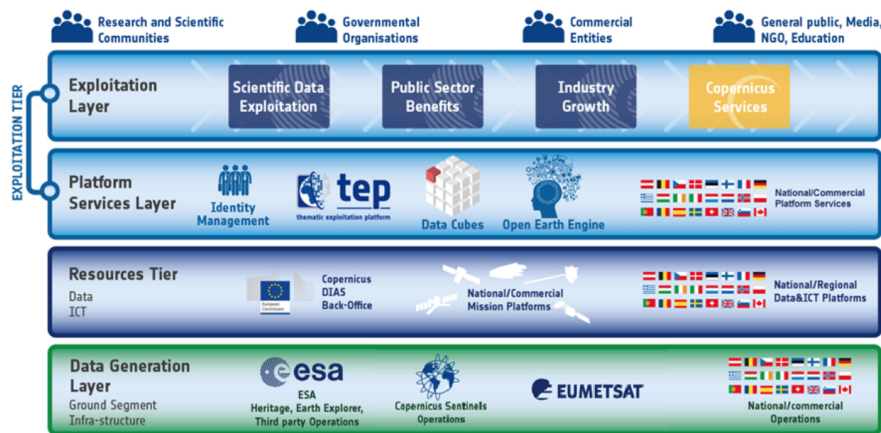 Research and Scientific
Communities
Governmental
Organisations
Commercial
Entities
General public, Media,
NGO, Education
EXPLOITATION TIER
Exploitation
Layer
Scientific Data
Exploitation
Public Sector
Benefits
Industry
Growth
Copernicus
Services
Platform
Services Layer
Identity
Management
tep
thematic exploitation platform
Data Cubes
Open Earth Engine
National/Commercial
Platform Services
Resources Tier
Data
ICT
European
Commission
Copernicus
DIAS
Back-Office
National/Commercial
Mission Platforms
National/Regional
Data&ICT Platforms
Data Generation
Layer
Ground Segment
Infra-structure
esa
ESA
Heritage, Earth Explorer,
Third party Operations
Copernicus Sentinels
Operations
EUMETSAT
National/commercial
Operations